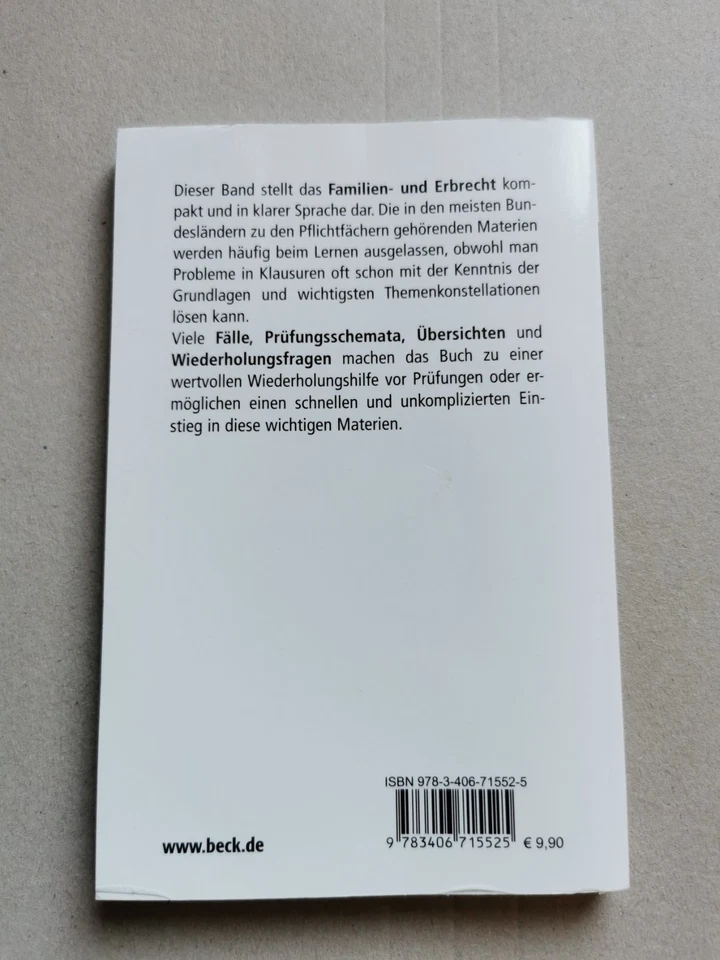 Dieser Band stellt das Familien- und Erbrecht kom-
pakt und in klarer Sprache dar. Die in den meisten Bun-
desländern zu den Pflichtfächern gehörenden Materien
werden häufig beim Lernen ausgelassen, obwohl man
Probleme in Klausuren oft schon mit der Kenntnis der
Grundlagen und wichtigsten Themenkonstellationen
lösen kann.
Viele Fälle, Prüfungsschemata, Übersichten und
Wiederholungsfragen machen das Buch zu einer
wertvollen Wiederholungshilfe vor Prüfungen oder er-
möglichen einen schnellen und unkomplizierten Ein-
stieg in diese wichtigen Materien.
ISBN 978-3-406-71552-5
www.beck.de
9 783406 715525 € 9,90